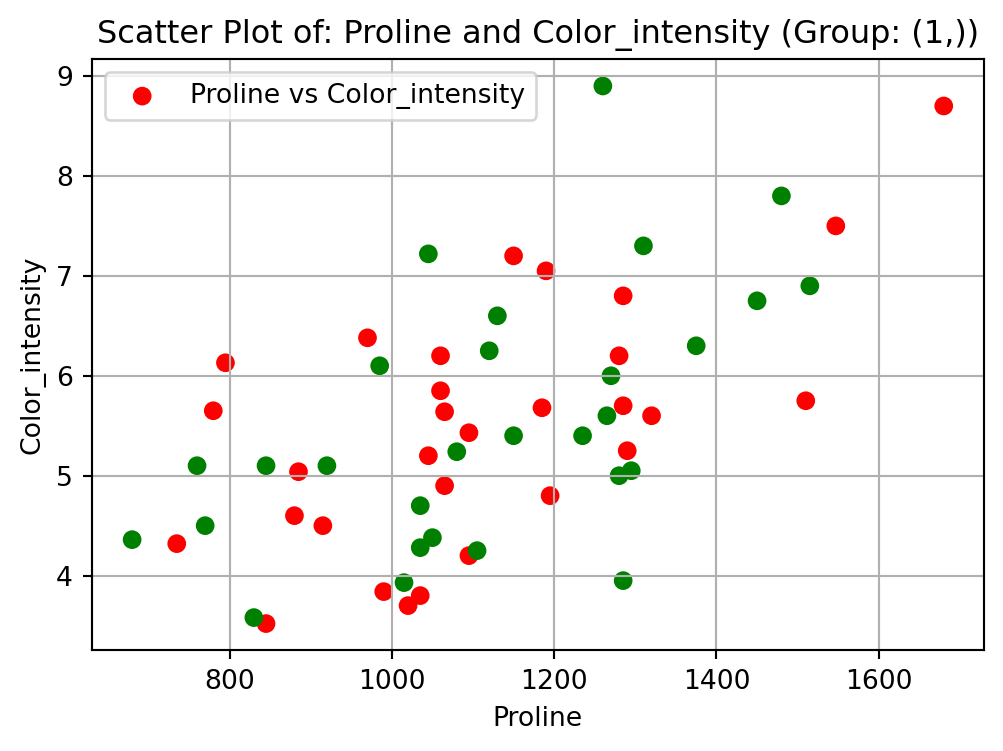 Scatter Plot of: Proline and Color_intensity (Group: (1,))
Proline vs Color_intensity
9
8
7
6
5
4
Color_intensity
800
1000
1200
1400
1600
Proline